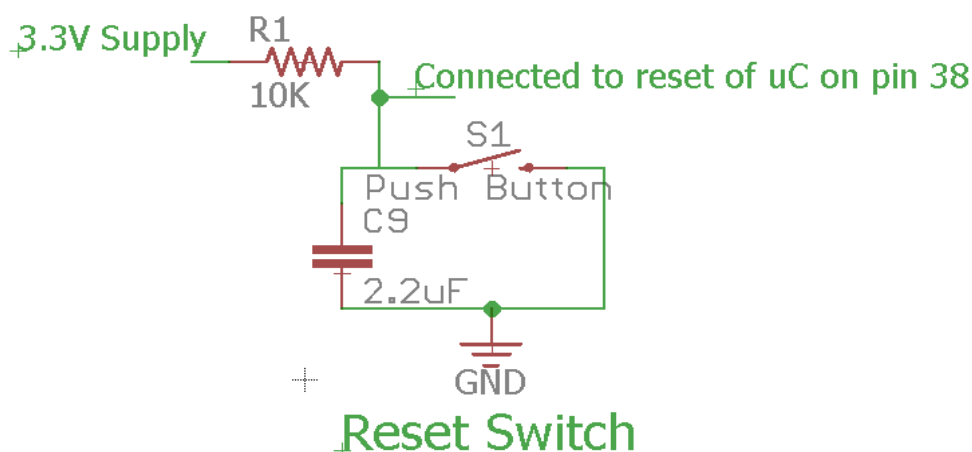 3.3V Supply
R1
10K
Connected to reset of uC on pin 38
S1
Push Button
C9
2.2uF
GND
Reset Switch